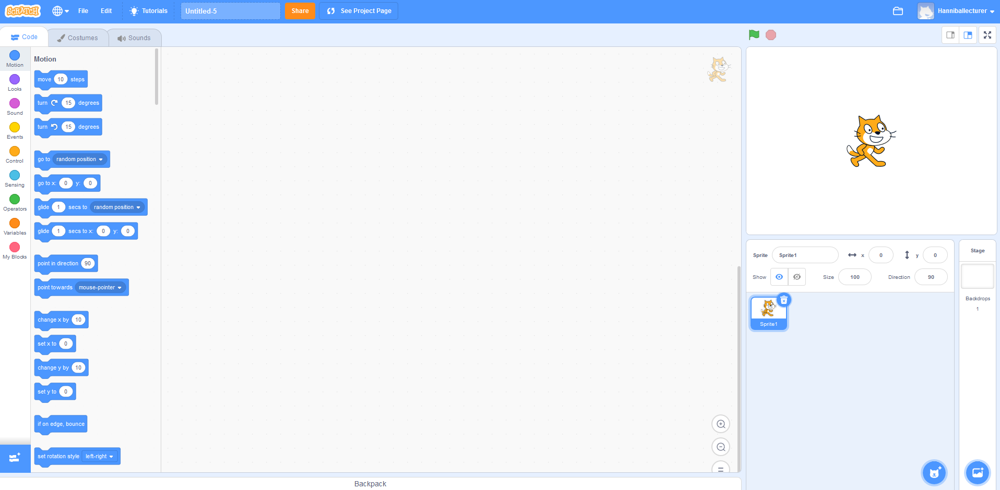 SCRATCH File Edit Tutorials Untitled-5 Share See Project Page Hanniballecturer
Code Costumes Sounds
Motion
Looks
Sound
Events
Control
Sensing
Operators
Variables
My Blocks
Motion
move 10 steps
turn 15 degrees
turn 15 degrees
go to random position
go to x: 0 y: 0
glide 1 secs to random position
glide 1 secs to x: 0 y: 0
point in direction 90
point towards mouse-pointer
change x by 10
set x to 0
change y by 10
set y to 0
if on edge, bounce
set rotation style left-right
Backpack
Sprite Sprite1 x 0 y 0
Show Size 100 Direction 90
Sprite1
Stage
Backdrops
1